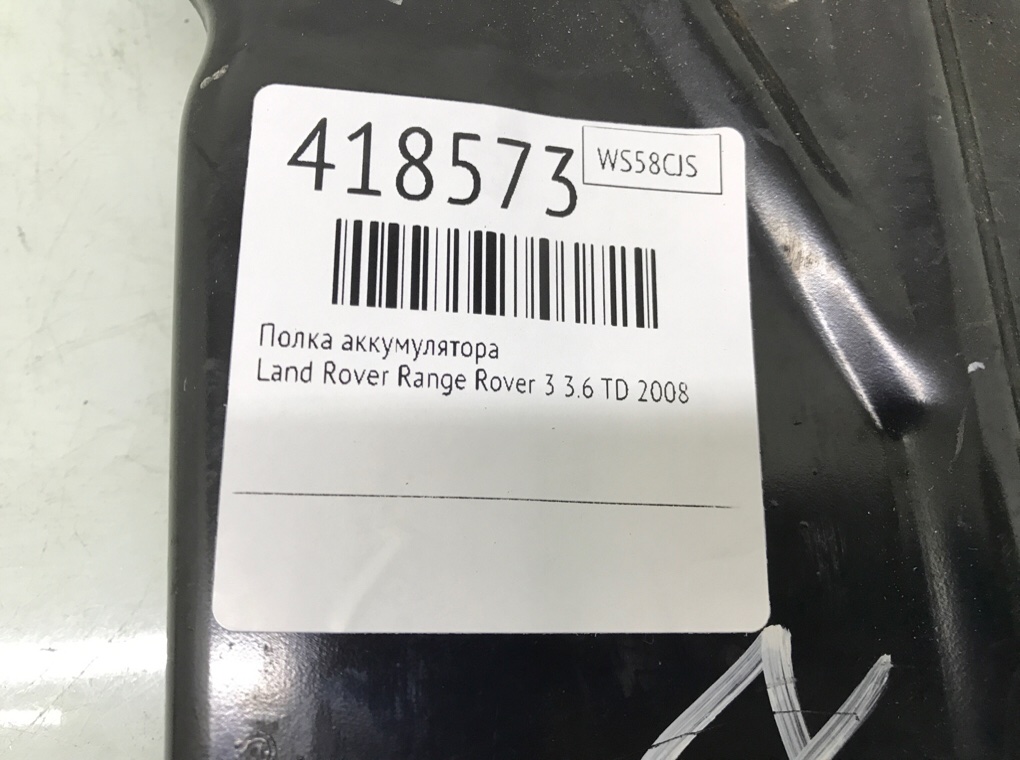 418573
WS58CJS
Полка аккумулятора
Land Rover Range Rover 3 3.6 TD 2008